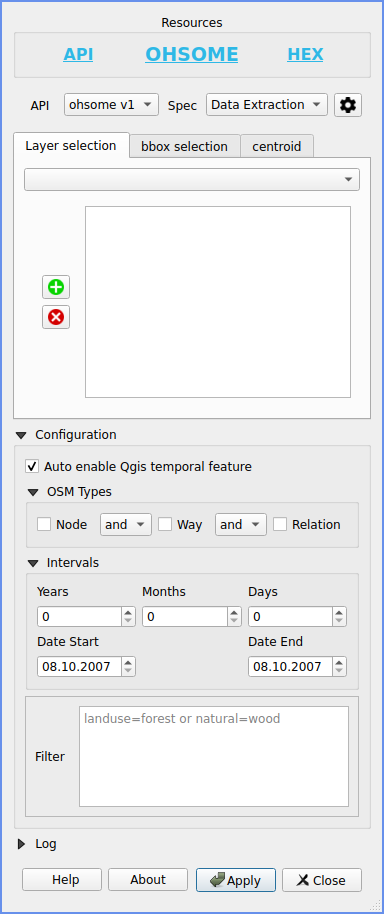 Resources
API OHSOME HEX
API ohsome v1 Spec Data Extraction
Layer selection bbox selection centroid
Configuration
Auto enable Qgis temporal feature
OSM Types
Node and Way and Relation
Intervals
Years Months Days
0 0 0
Date Start Date End
08.10.2007 08.10.2007
landuse=forest or natural=wood
Filter
Log
Help About Apply Close